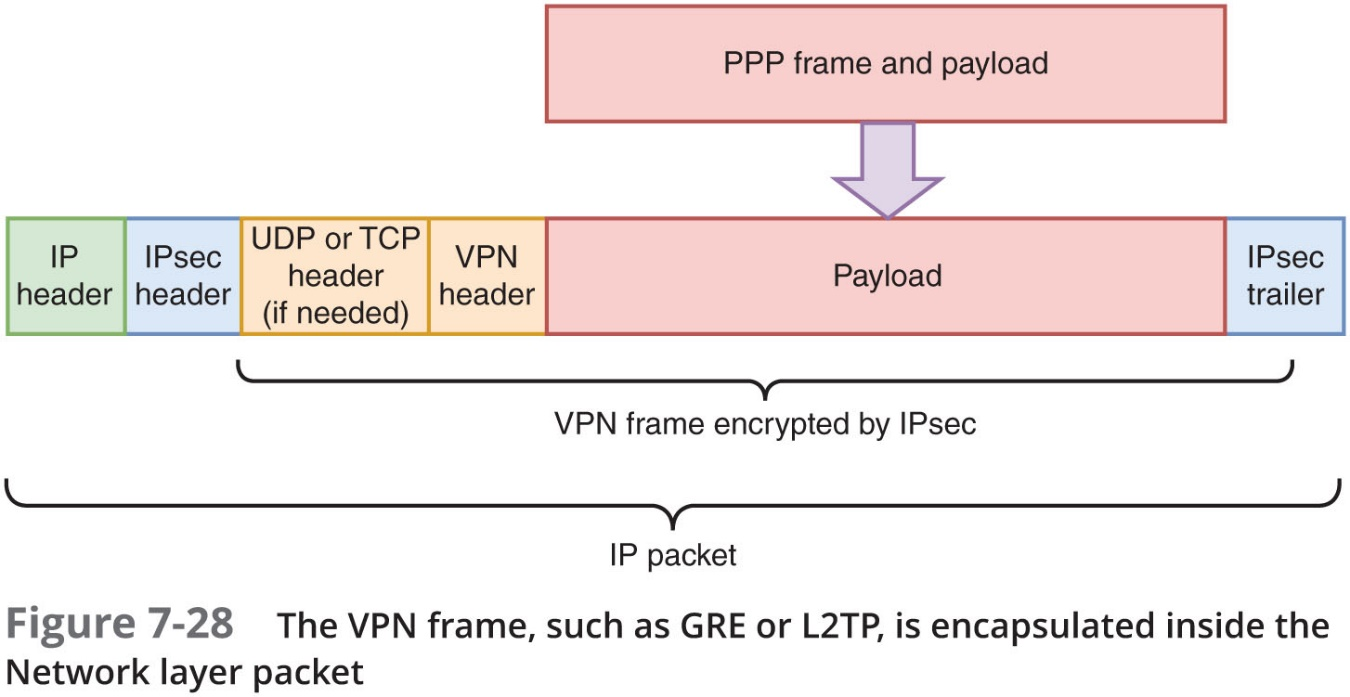 PPP frame and payload
IP
header
IPsec
header
UDP or TCP
header
(if needed)
VPN
header
Payload
IPsec
trailer
VPN frame encrypted by IPsec
IP packet
Figure 7-28 The VPN frame, such as GRE or L2TP, is encapsulated inside the
Network layer packet